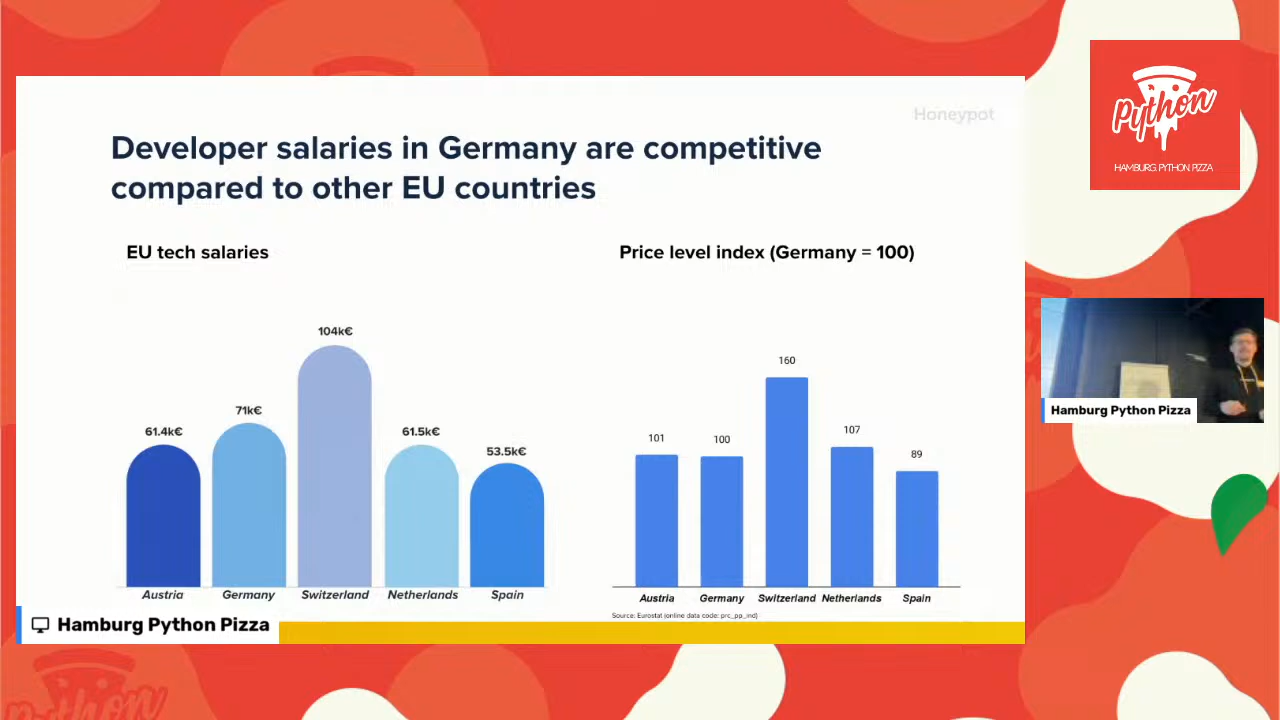 Honeypot
Developer salaries in Germany are competitive
compared to other EU countries
EU tech salaries
104k€
71k€
61.4k€
61.5k€
53.5k€
Austria Germany Switzerland Netherlands Spain
Price level index (Germany = 100)
160
101
100
107
89
Austria Germany Switzerland Netherlands Spain
Source: Eurostat (online data code: prc_ppp_ind)
Hamburg Python Pizza
Python
HAMBURG PYTHON PIZZA
Hamburg Python Pizza
Python